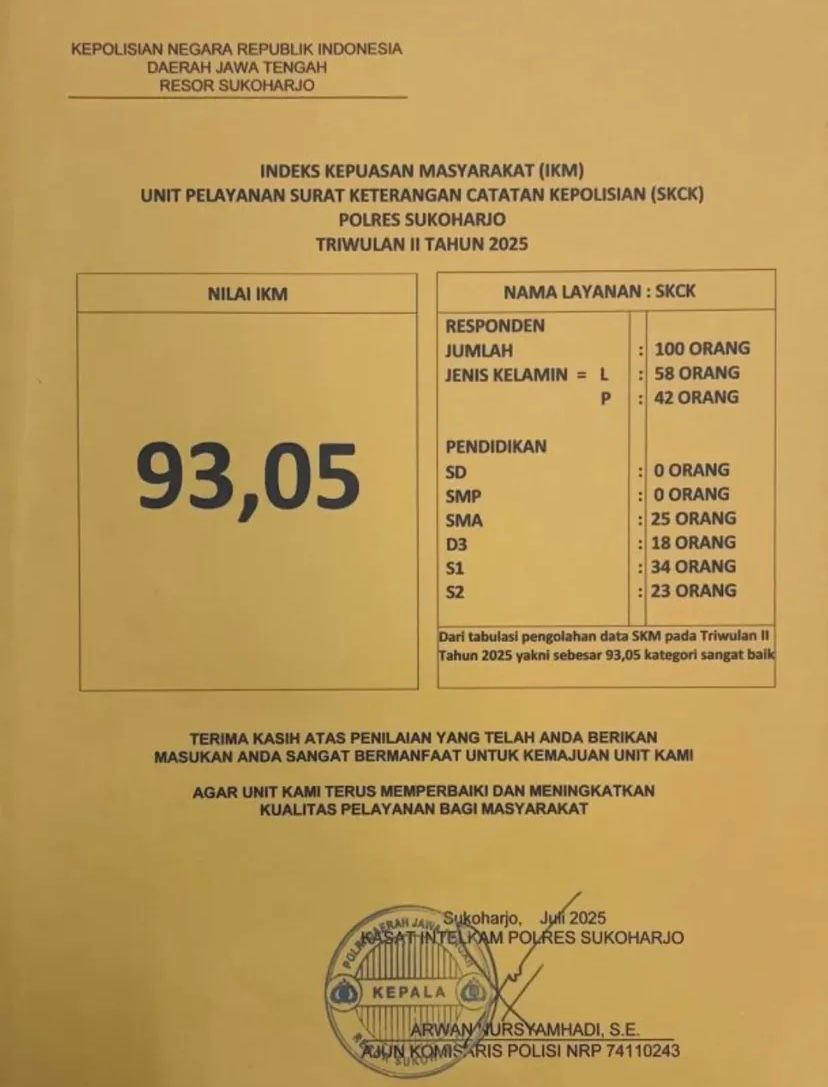 KEPOLISIAN NEGARA REPUBLIK INDONESIA
DAERAH JAWA TENGAH
RESOR SUKOHARJO
INDEKS KEPUASAN MASYARAKAT (IKM)
UNIT PELAYANAN SURAT KETERANGAN CATATAN KEPOLISIAN (SKCK)
POLRES SUKOHARJO
TRIWULAN II TAHUN 2025
NILAI IKM
93,05
NAMA LAYANAN : SKCK
RESPONDEN
JUMLAH : 100 ORANG
JENIS KELAMIN = L : 58 ORANG
P : 42 ORANG
PENDIDIKAN
SD : 0 ORANG
SMP : 0 ORANG
SMA : 25 ORANG
D3 : 18 ORANG
S1 : 34 ORANG
S2 : 23 ORANG
Dari tabulasi pengolahan data SKM pada Triwulan II
Tahun 2025 yakni sebesar 93,05 kategori sangat baik
TERIMA KASIH ATAS PENILAIAN YANG TELAH ANDA BERIKAN
MASUKAN ANDA SANGAT BERMANFAAT UNTUK KEMAJUAN UNIT KAMI
AGAR UNIT KAMI TERUS MEMPERBAIKI DAN MENINGKATKAN
KUALITAS PELAYANAN BAGI MASYARAKAT
Sukoharjo, Juli 2025
KASAT INTELKAM POLRES SUKOHARJO
KEPALA
ARWAN NURSYAMHADI, S.E.
AJUN KOMISARIS POLISI NRP 74110243